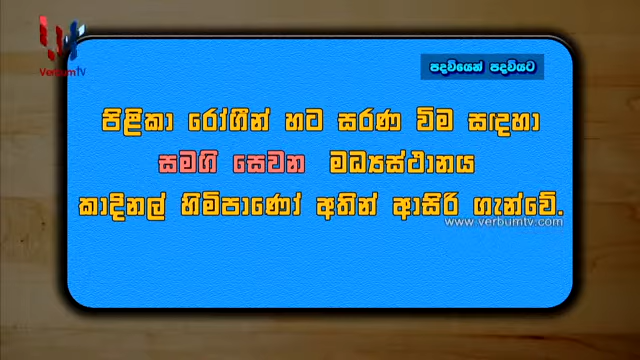 VerbumTV
පදවියෙන් පදවියට
පිළිකා රෝගීන් හට සරණ වීම සඳහා
සමගි සෙවන මධ්‍යස්ථානය
කාදිනල් හිමිපාණෝ අතින් ආසිරි ගැන්වේ.
www.verbumtv.com